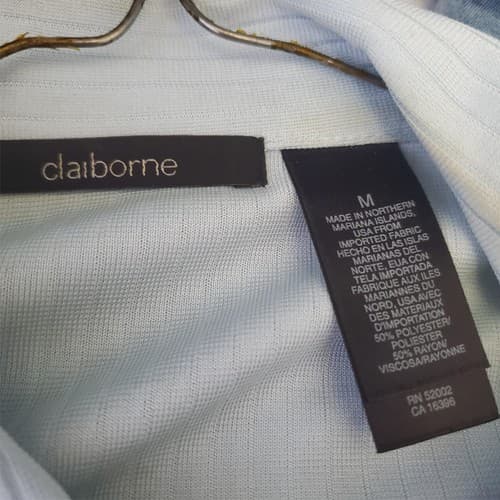 claiborne
M
MADE IN NORTHERN
MARIANA ISLANDS,
USA FROM
IMPORTED FABRIC
HECHO EN LAS ISLAS
MARIANAS DEL
NORTE, EUA,CON
TELA IMPORTADA
FABRIQUE AUX ILES
MARIANNES DU
NORD, USA AVEC
DES MATERIAUX
D'IMPORTATION
50% POLYESTER/
POLIESTER
50% RAYON/
VISCOSA/RAYONNE
RN 52002
CA 16396